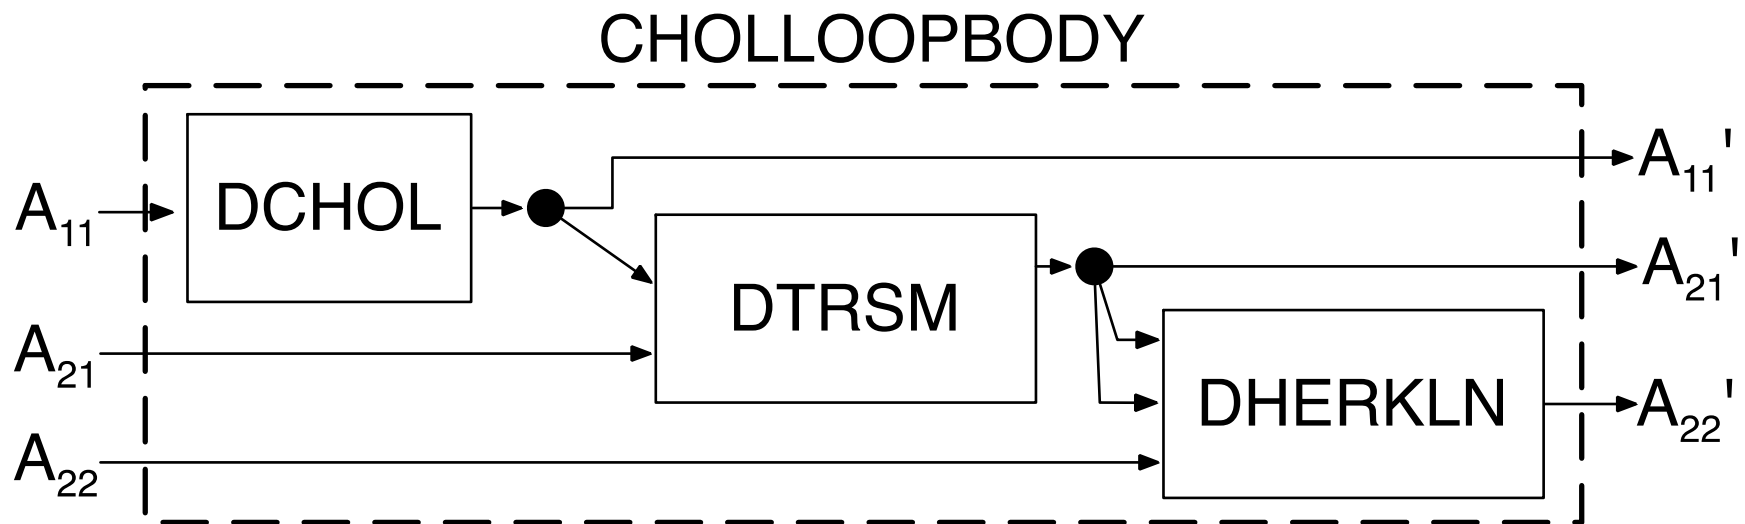 CHOLLOOPBODY
DCHOL
A11
A11'
DTRSM
A21
A21'
DHERKLN
A22
A22'